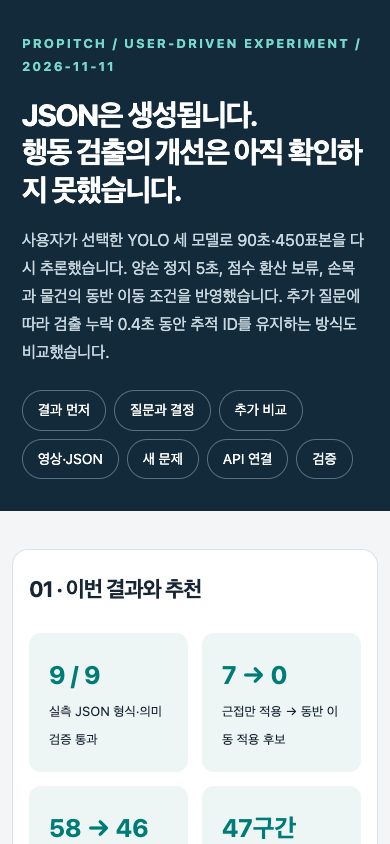 PROPITCH / USER-DRIVEN EXPERIMENT /
2026-11-11
JSON은 생성됩니다.
행동 검출의 개선은 아직 확인하
지 못했습니다.
사용자가 선택한 YOLO 세 모델로 90초·450표본을 다
시 추론했습니다. 양손 정지 5초, 점수 환산 보류, 손목
과 물건의 동반 이동 조건을 반영했습니다. 추가 질문에
따라 검출 누락 0.4초 동안 추적 ID를 유지하는 방식도
비교했습니다.
결과 먼저
질문과 결정
추가 비교
영상·JSON
새 문제
API 연결
검증
01 · 이번 결과와 추천
9 / 9
실측 JSON 형식·의미
검증 통과
7 → 0
근접만 적용 → 동반 이
동 적용 후보
58 → 46
47구간